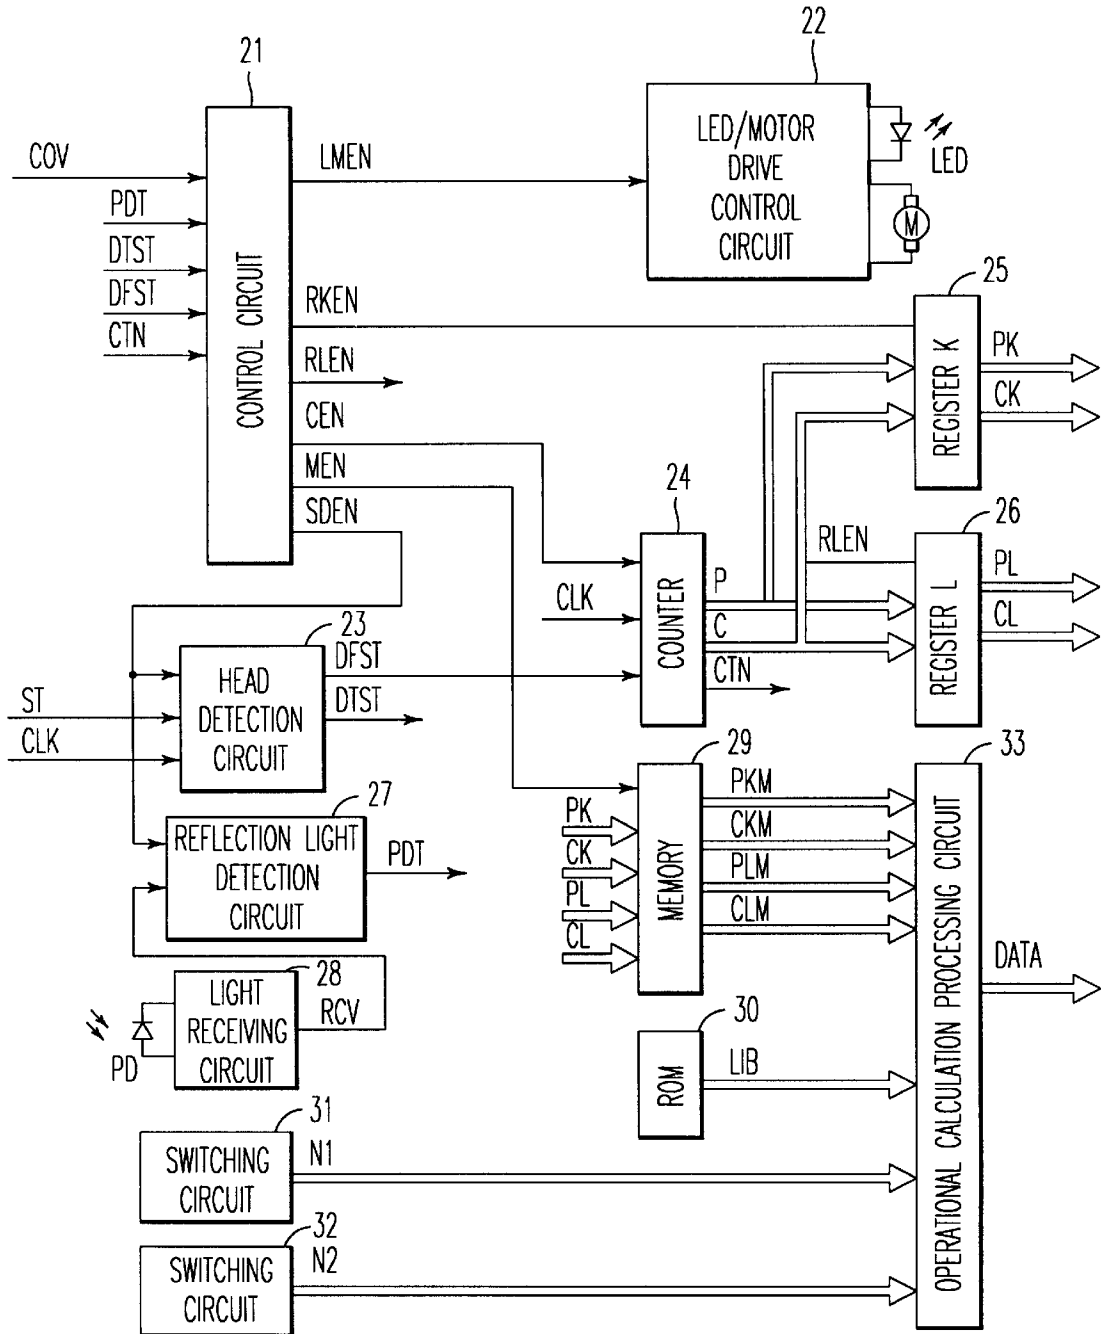 21
22
COV
PDT
DTST
DFST
CTN
CONTROL CIRCUIT
LMEN
RKEN
RLEN
CEN
MEN
SDEN
LED/MOTOR
DRIVE
CONTROL
CIRCUIT
LED
M
25
REGISTER K
PK
CK
24
COUNTER
CLK
P
C
CTN
RLEN
26
REGISTER L
PL
CL
23
HEAD
DETECTION
CIRCUIT
ST
CLK
DFST
DTST
27
REFLECTION LIGHT
DETECTION
CIRCUIT
PDT
28
LIGHT
RECEIVING
CIRCUIT
PD
RCV
29
MEMORY
PK
CK
PL
CL
PKM
CKM
PLM
CLM
33
OPERATIONAL CALCULATION PROCESSING CIRCUIT
DATA
30
ROM
LIB
31
SWITCHING
CIRCUIT
N1
32
SWITCHING
CIRCUIT
N2